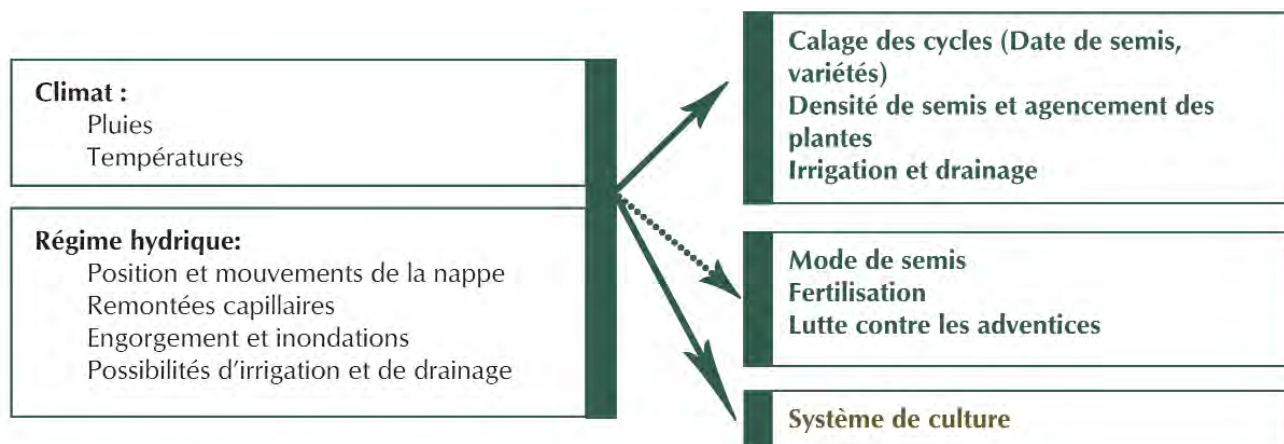 Climat :
Pluies
Températures
Régime hydrique:
Position et mouvements de la nappe
Remontées capillaires
Engorgement et inondations
Possibilités d'irrigation et de drainage
Calage des cycles (Date de semis,
variétés)
Densité de semis et agencement des
plantes
Irrigation et drainage
Mode de semis
Fertilisation
Lutte contre les adventices
Système de culture